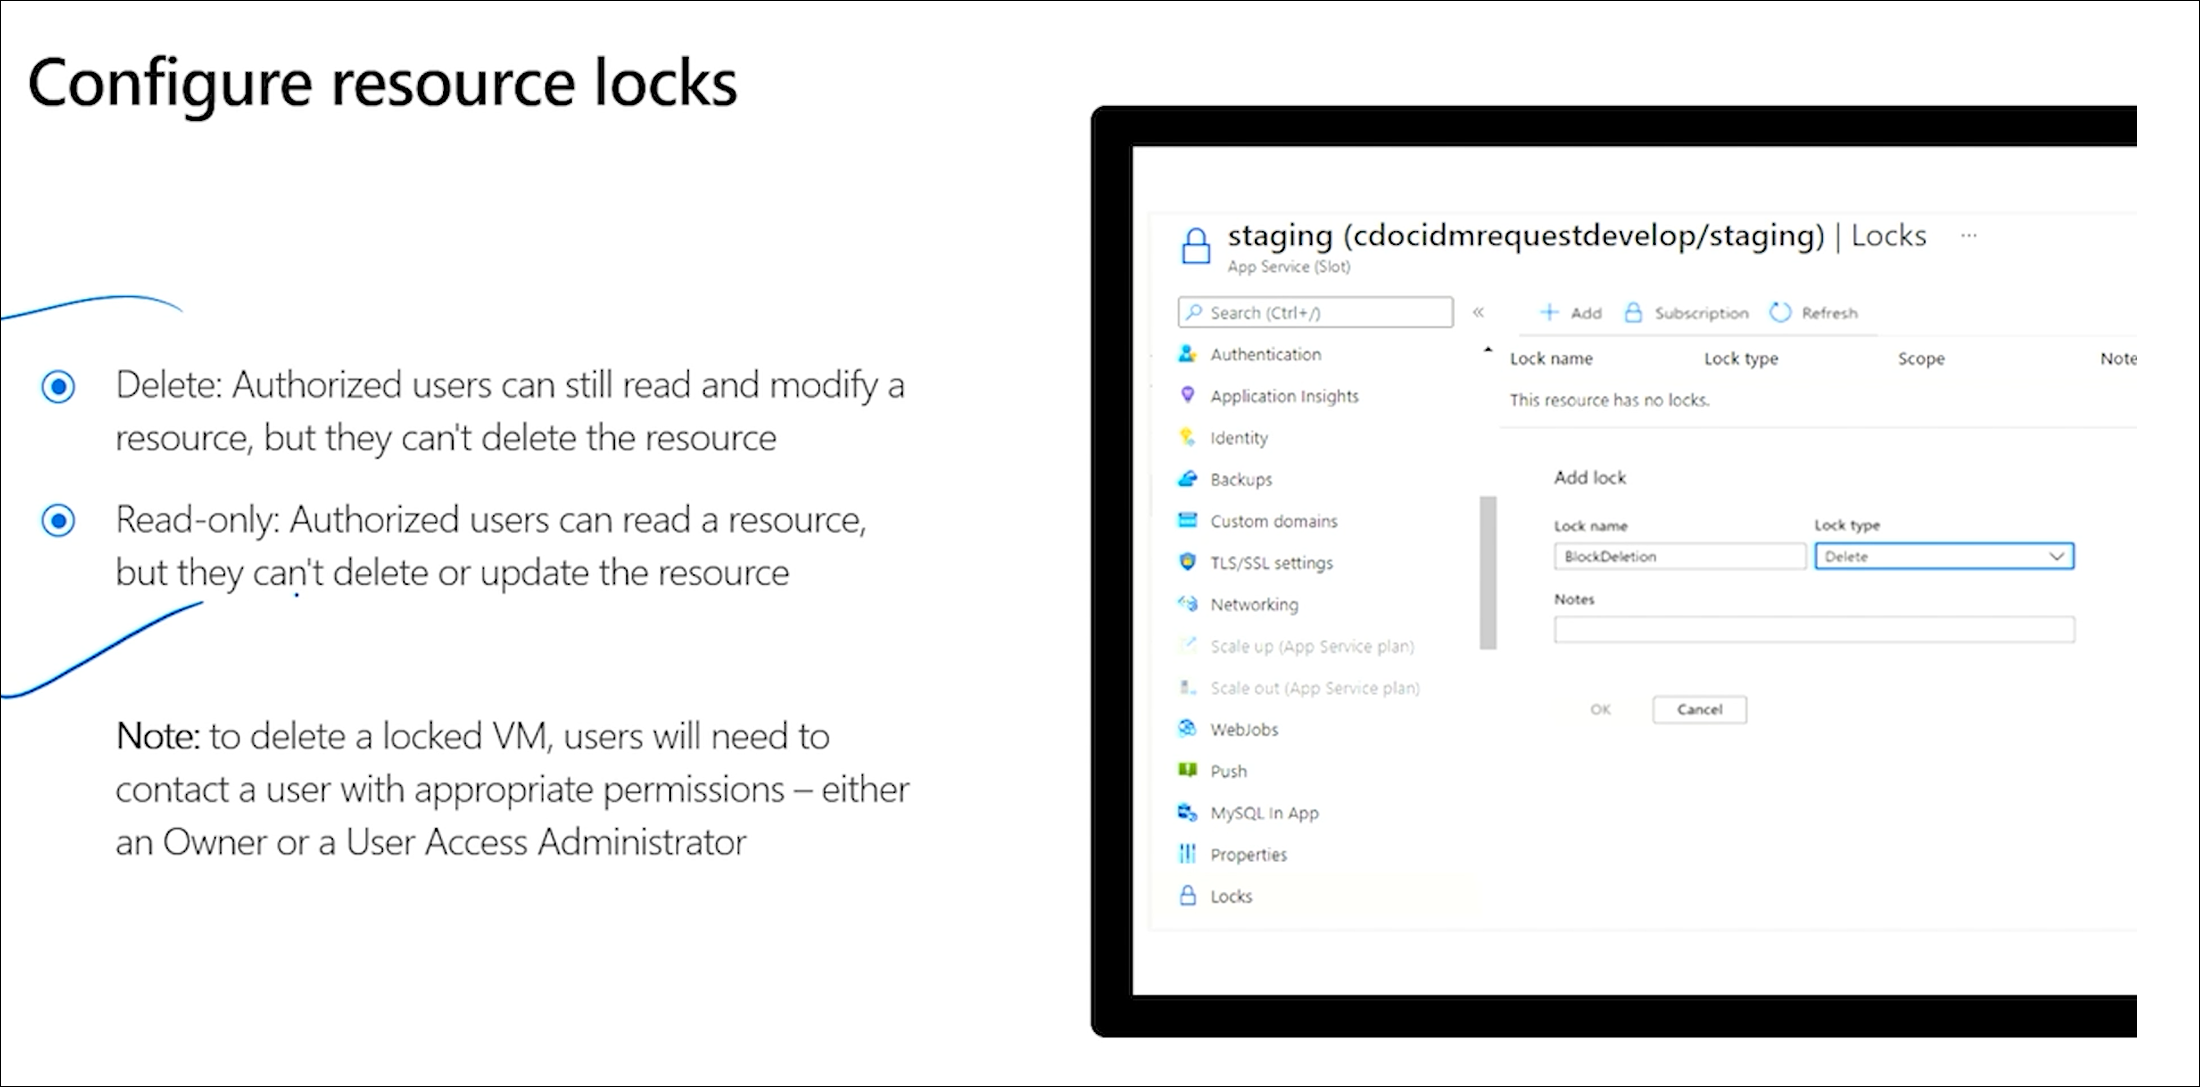 Configure resource locks
Delete: Authorized users can still read and modify a
resource, but they can't delete the resource
Read-only: Authorized users can read a resource,
but they can't delete or update the resource
Note: to delete a locked VM, users will need to
contact a user with appropriate permissions – either
an Owner or a User Access Administrator
staging (cdocidmrequestdevelop/staging) | Locks ...
App Service (Slot)
Search (Ctrl+/) «
Authentication
Application Insights
Identity
Backups
Custom domains
TLS/SSL settings
Networking
Scale up (App Service plan)
Scale out (App Service plan)
WebJobs
Push
MySQL In App
Properties
Locks
+ Add Subscription Refresh
Lock name Lock type Scope Note
This resource has no locks.
Add lock
Lock name Lock type
BlockDeletion Delete
Notes
OK Cancel